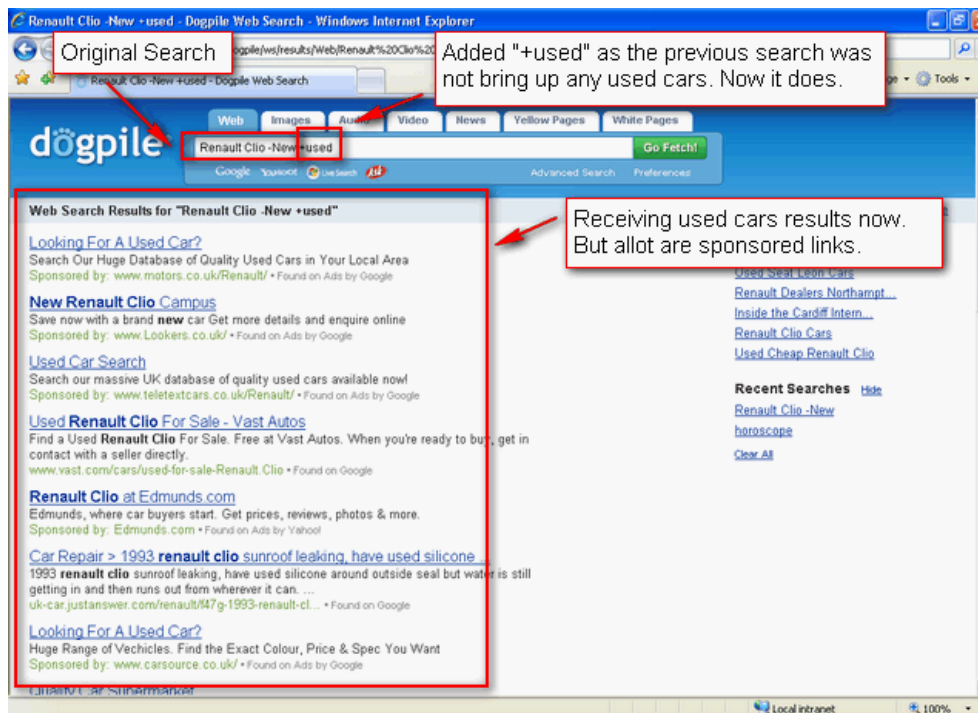 Renault Clio -New +used - Dogpile Web Search - Windows Internet Explorer
Original Search
Added "+used" as the previous search was
not bring up any used cars. Now it does.
ogpile/ws/results/Web/Renault%20Clio%20
Renault Clio -New +used - Dogpile Web Search
Tools
dogpile
Web Images Audio Video News Yellow Pages White Pages
Renault Clio -New +used
Go Fetch!
Google YAHOO! Live Search Ask
Advanced Search Preferences
Web Search Results for "Renault Clio -New +used"
Receiving used cars results now.
But allot are sponsored links.
Looking For A Used Car?
Search Our Huge Database of Quality Used Cars in Your Local Area
Sponsored by: www.motors.co.uk/Renault/ • Found on Ads by Google
New Renault Clio Campus
Save now with a brand new car Get more details and enquire online
Sponsored by: www.Lookers.co.uk/ • Found on Ads by Google
Used Car Search
Search our massive UK database of quality used cars available now!
Sponsored by: www.teletextcars.co.uk/Renault/ • Found on Ads by Google
Used Renault Clio For Sale - Vast Autos
Find a Used Renault Clio For Sale. Free at Vast Autos. When you're ready to buy, get in
contact with a seller directly.
www.vast.com/cars/used-for-sale-Renault.Clio • Found on Google
Renault Clio at Edmunds.com
Edmunds, where car buyers start. Get prices, reviews, photos & more.
Sponsored by: Edmunds.com • Found on Ads by Yahoo!
Car Repair > 1993 renault clio sunroof leaking, have used silicone ...
1993 renault clio sunroof leaking, have used silicone around outside seal but water is still
getting in and then runs out from wherever it can. ...
uk-car.justanswer.com/renault/f47g-1993-renault-cl... • Found on Google
Looking For A Used Car?
Huge Range of Vechicles. Find the Exact Colour, Price & Spec You Want
Sponsored by: www.carsource.co.uk/ • Found on Ads by Google
Quality Car Supermarket
Used Seat Leon Cars
Renault Dealers Northampt...
Inside the Cardiff Intern...
Renault Clio Cars
Used Cheap Renault Clio
Recent Searches Hide
Renault Clio -New
horoscope
Clear All
Local intranet
100%